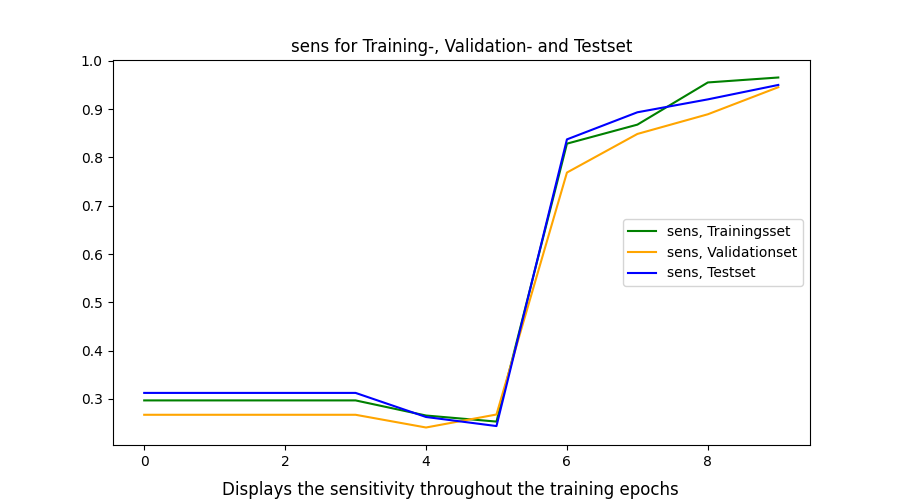 sens for Training-, Validation- and Testset
1.0
0.9
0.8
0.7
0.6
0.5
0.4
0.3
sens, Trainingsset
sens, Validationset
sens, Testset
0 2 4 6 8
Displays the sensitivity throughout the training epochs